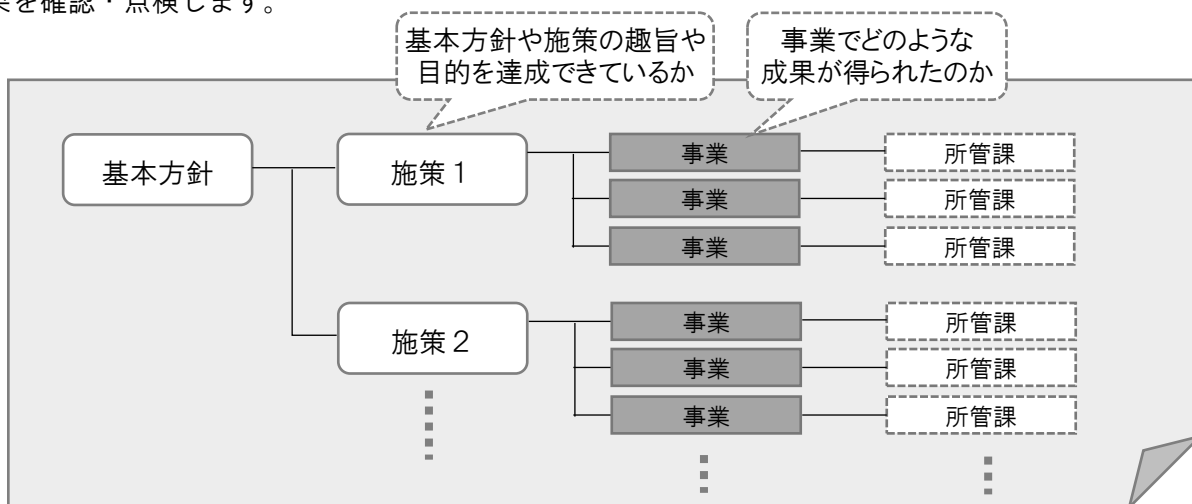 果を確認・点検します。
基本方針や施策の趣旨や
目的を達成できているか
事業でどのような
成果が得られたのか
基本方針
施策１
事業
所管課
事業
所管課
事業
所管課
施策２
事業
所管課
事業
所管課
事業
所管課